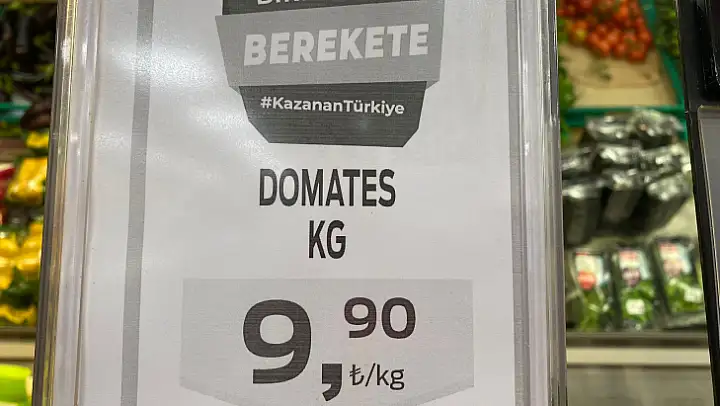 BEREKETE
#KazananTürkiye
DOMATES
KG
9,90
₺/kg